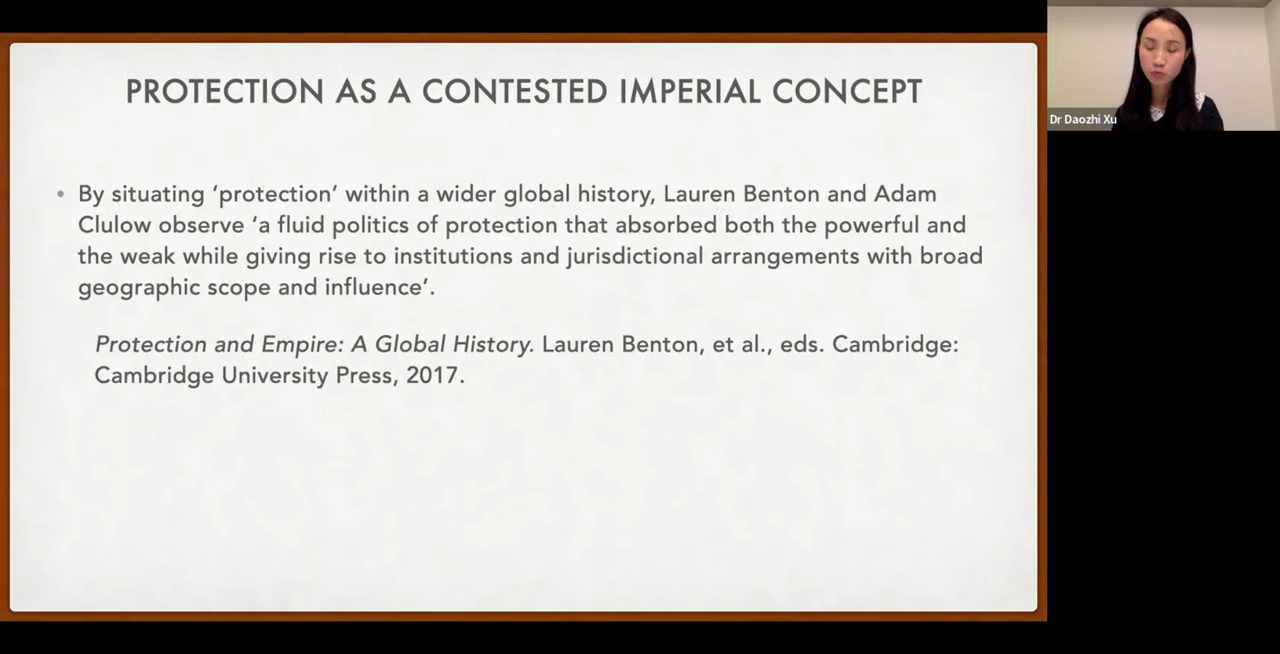 PROTECTION AS A CONTESTED IMPERIAL CONCEPT
Dr Daozhi Xu
• By situating ‘protection’ within a wider global history, Lauren Benton and Adam
Clulow observe ‘a fluid politics of protection that absorbed both the powerful and
the weak while giving rise to institutions and jurisdictional arrangements with broad
geographic scope and influence’.
Protection and Empire: A Global History. Lauren Benton, et al., eds. Cambridge:
Cambridge University Press, 2017.